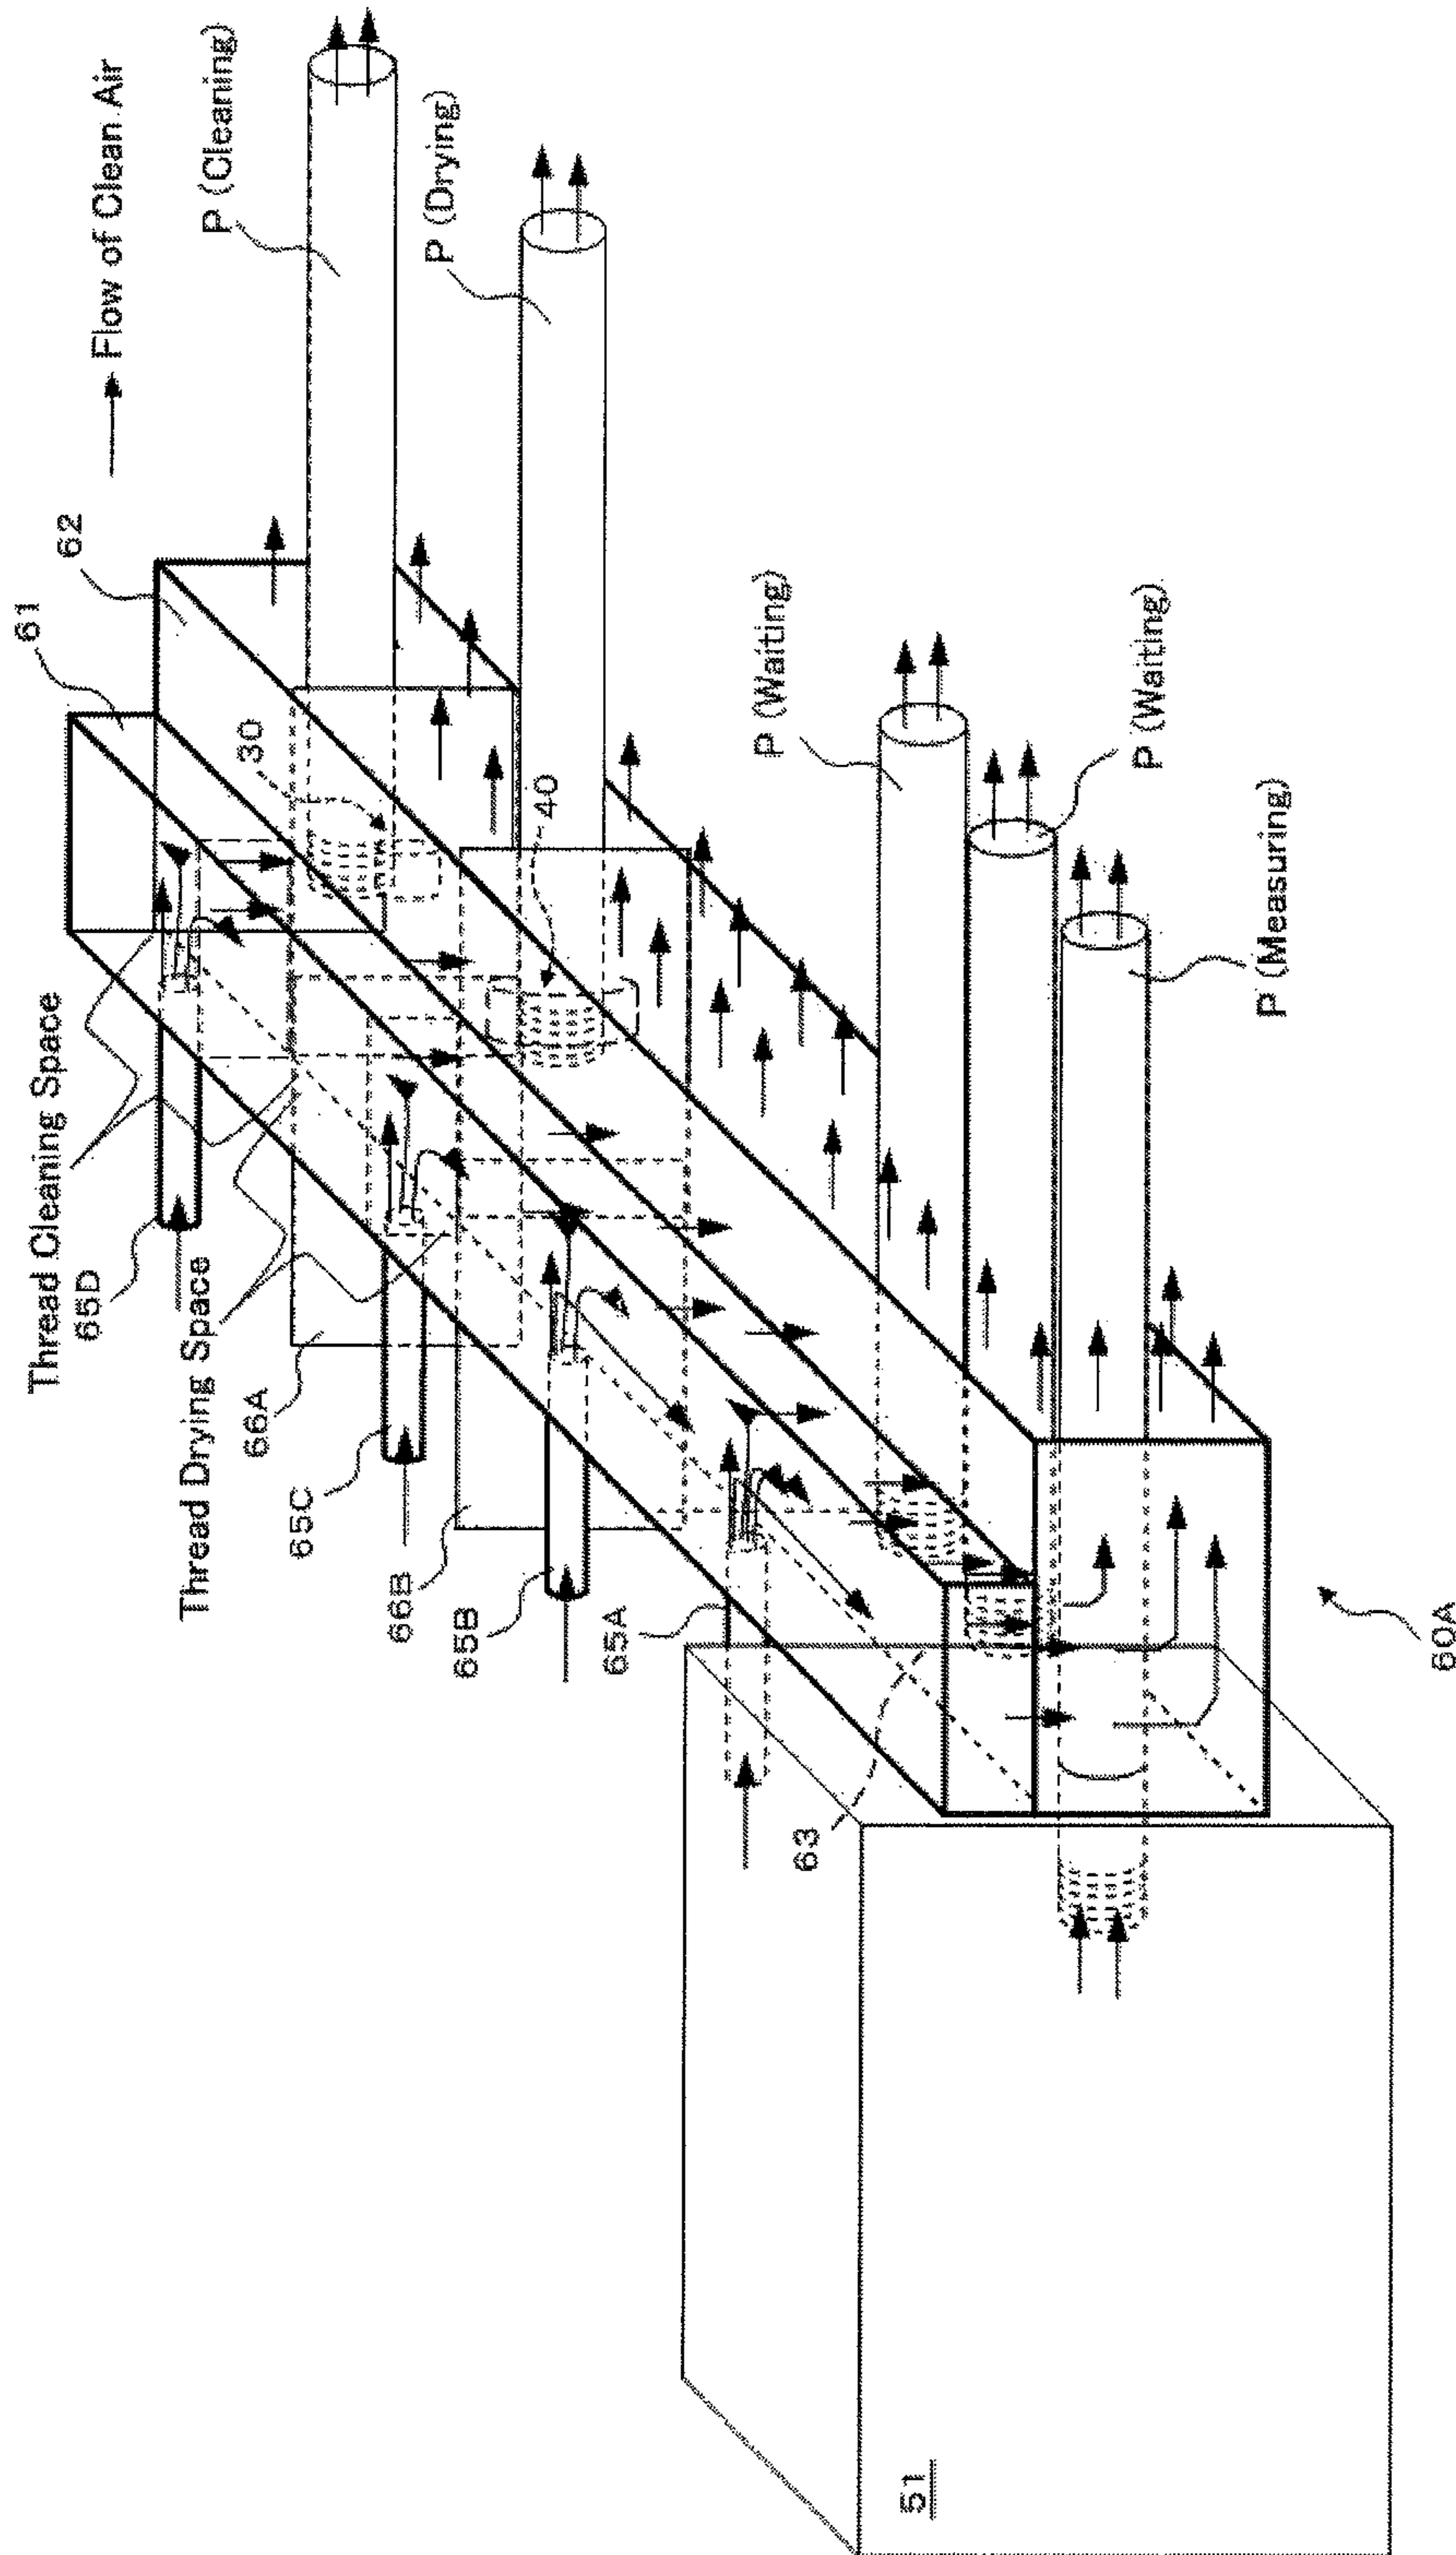 Flow of Clean Air
P (Cleaning)
P (Drying)
62
61
30
40
P (Waiting)
P (Waiting)
P (Measuring)
Thread Cleaning Space
65D
Thread Drying Space
66A
65C
66B
65B
65A
63
60A
51